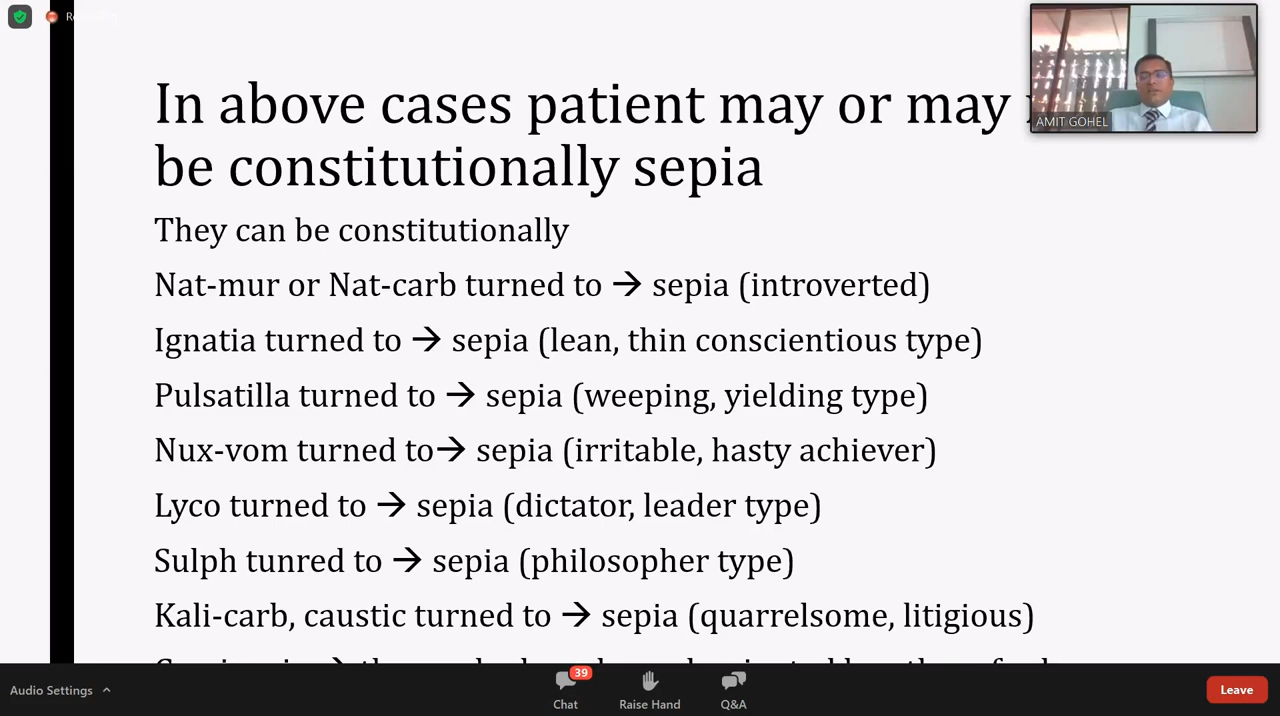 In above cases patient may or may
be constitutionally sepia
AMIT GOHEL
They can be constitutionally
Nat-mur or Nat-carb turned to → sepia (introverted)
Ignatia turned to → sepia (lean, thin conscientious type)
Pulsatilla turned to → sepia (weeping, yielding type)
Nux-vom turned to→ sepia (irritable, hasty achiever)
Lyco turned to → sepia (dictator, leader type)
Sulph tunred to → sepia (philosopher type)
Kali-carb, caustic turned to → sepia (quarrelsome, litigious)
Audio Settings
39
Chat
Raise Hand
Q&A
Leave